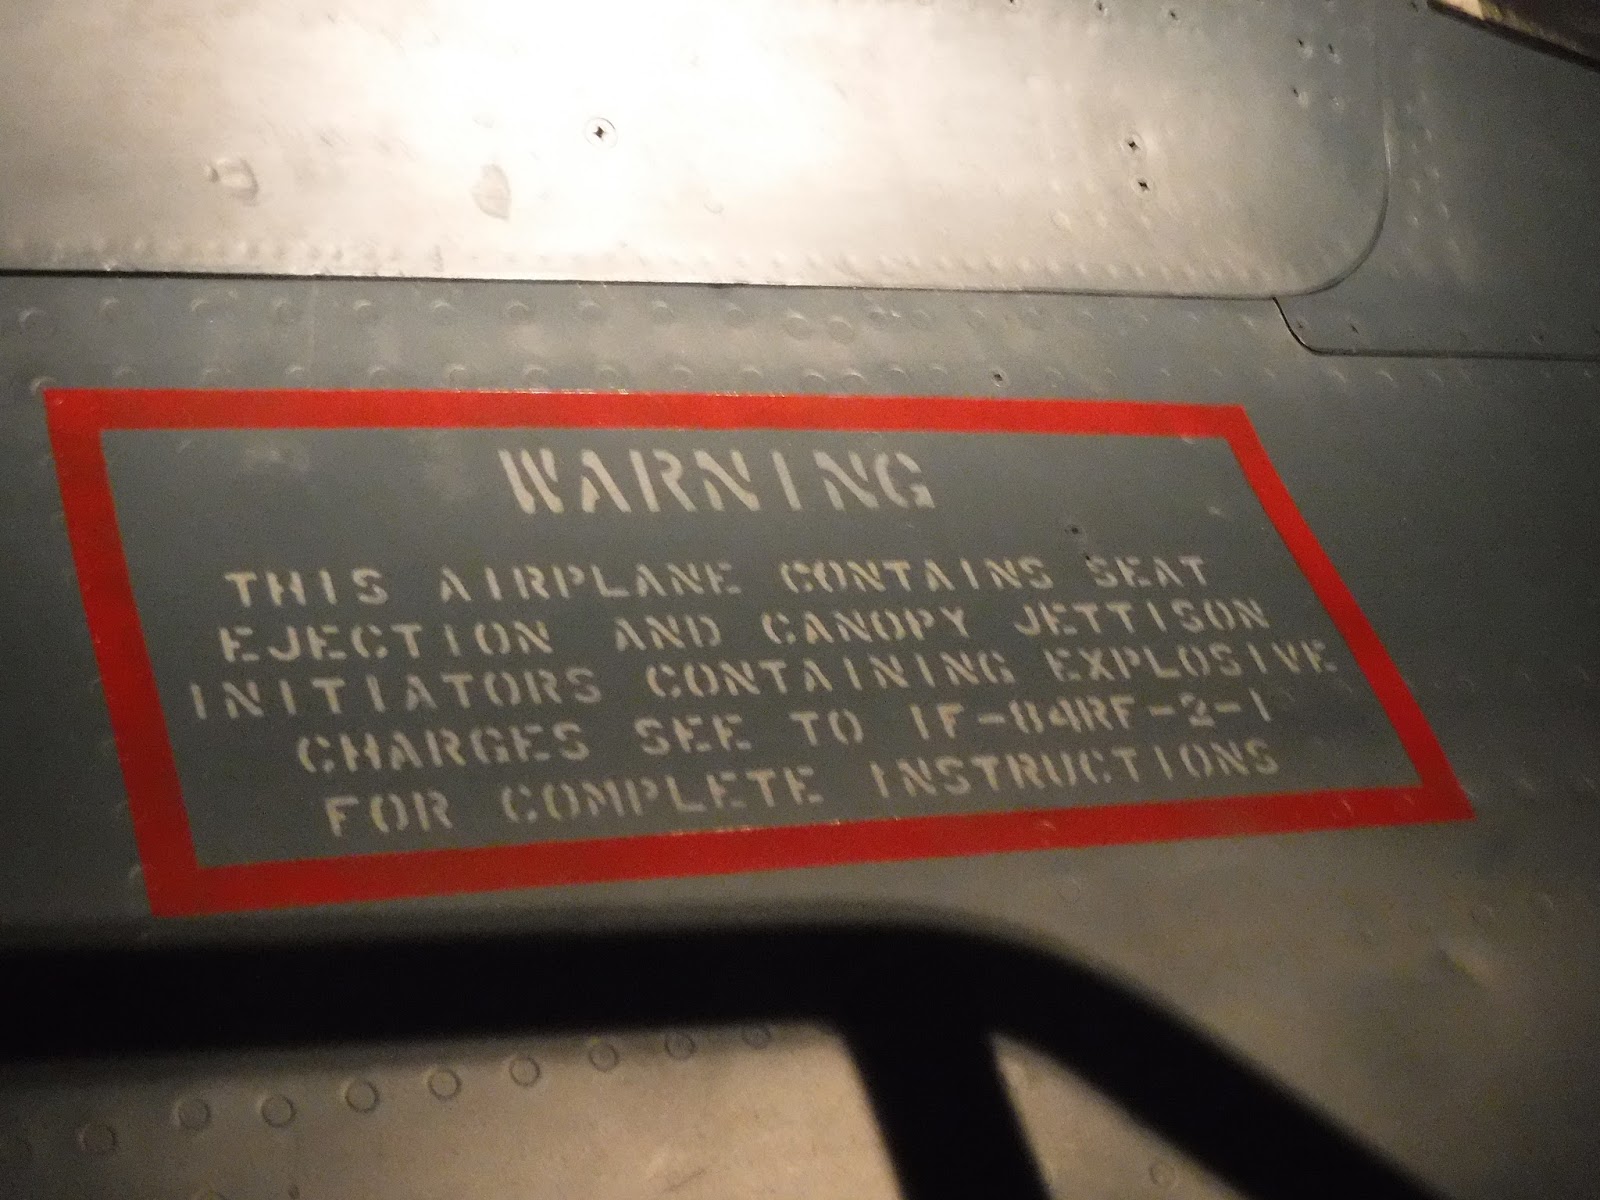 WARNING
THIS AIRPLANE CONTAINS SEAT
EJECTION AND CANOPY JETTISON
INITIATORS CONTAINING EXPLOSIVE
CHARGES SEE TO 1F-84RF-2-1
FOR COMPLETE INSTRUCTIONS